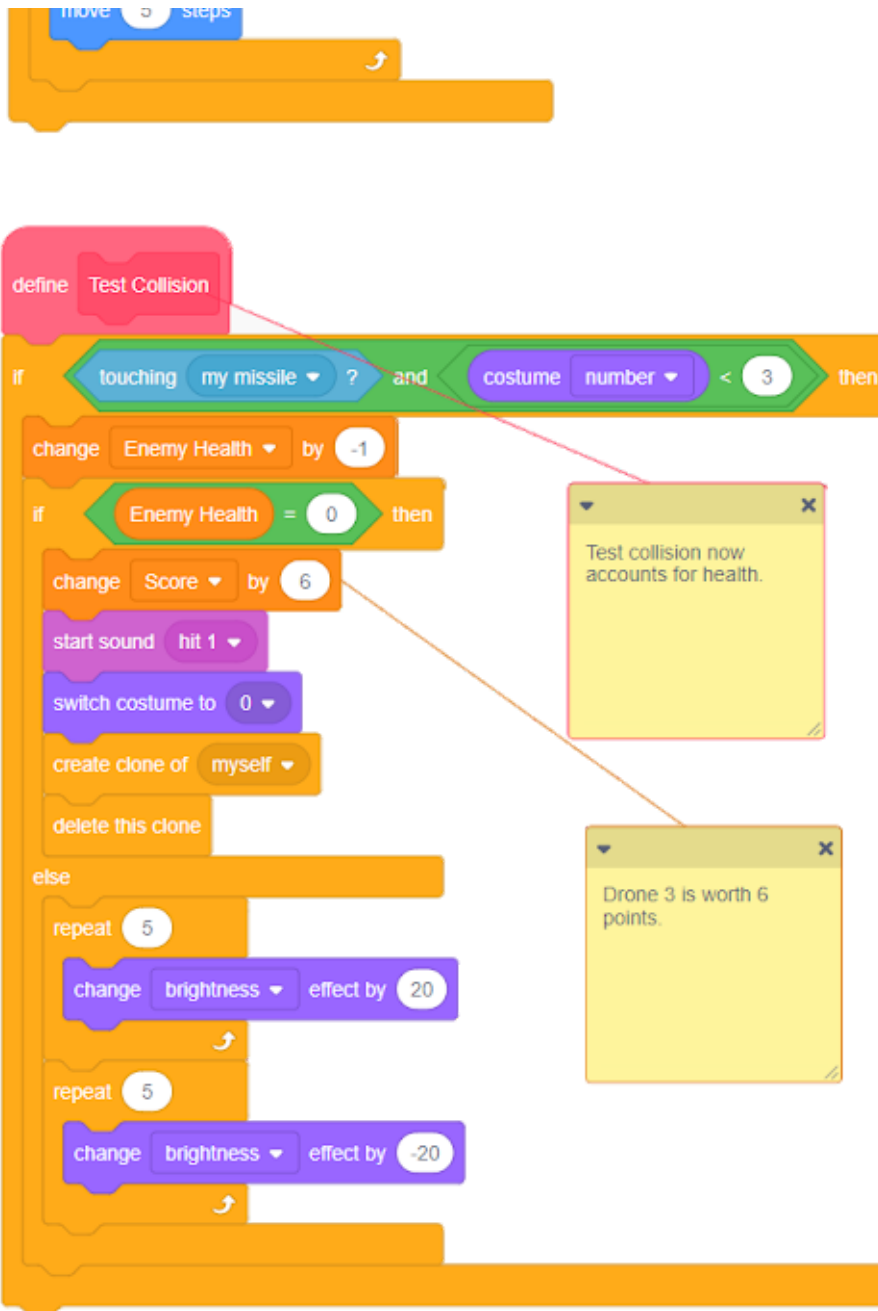 move 5 steps
define Test Collision
if touching my missile ? and costume number < 3 then
change Enemy Health by -1
if Enemy Health = 0 then
change Score by 6
start sound hit 1
switch costume to 0
create clone of myself
delete this clone
else
repeat 5
change brightness effect by 20
repeat 5
change brightness effect by -20
Test collision now
accounts for health.
Drone 3 is worth 6
points.